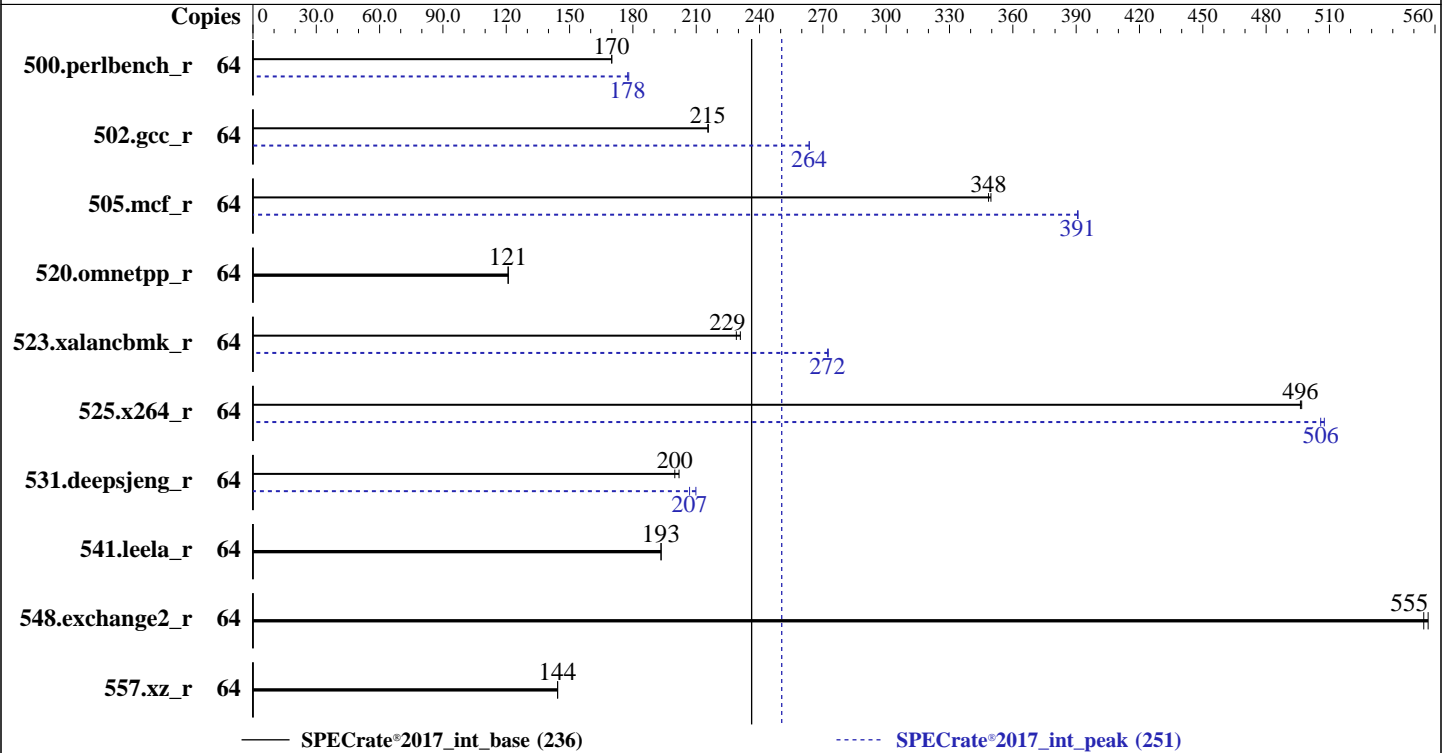 Copies 0 30.0 60.0 90.0 120 150 180 210 240 270 300 330 360 390 420 450 480 510 560
500.perlbench_r 64 170
178
502.gcc_r 64 215
264
505.mcf_r 64 348
391
520.omnetpp_r 64 121
523.xalancbmk_r 64 229
272
525.x264_r 64 496
506
531.deepsjeng_r 64 200
207
541.leela_r 64 193
548.exchange2_r 64 555
557.xz_r 64 144
SPECrate®2017_int_base (236) SPECrate®2017_int_peak (251)